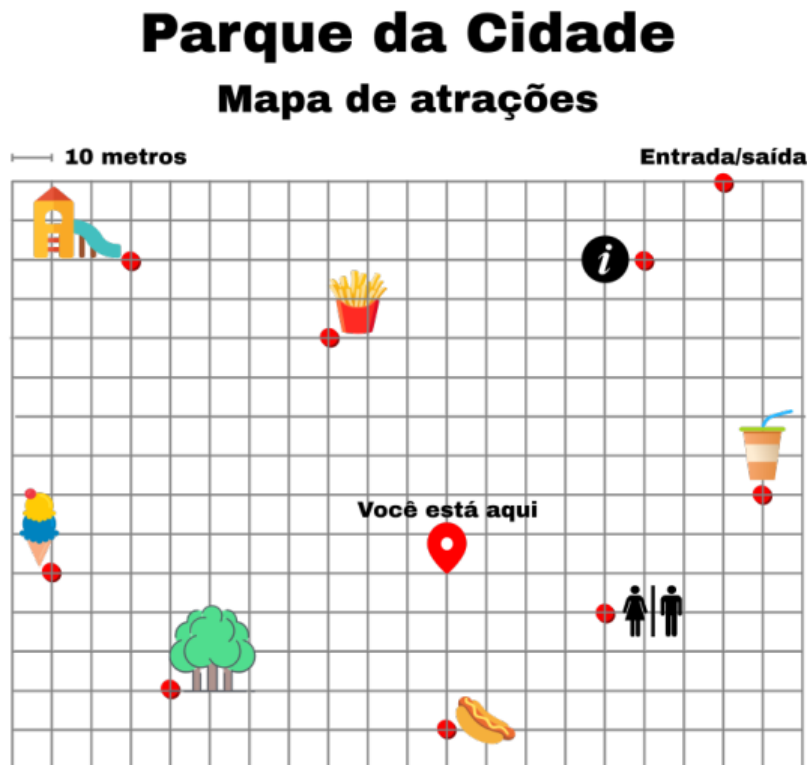 Parque da Cidade
Mapa de atrações
10 metros
Entrada/saída
i
Você está aqui